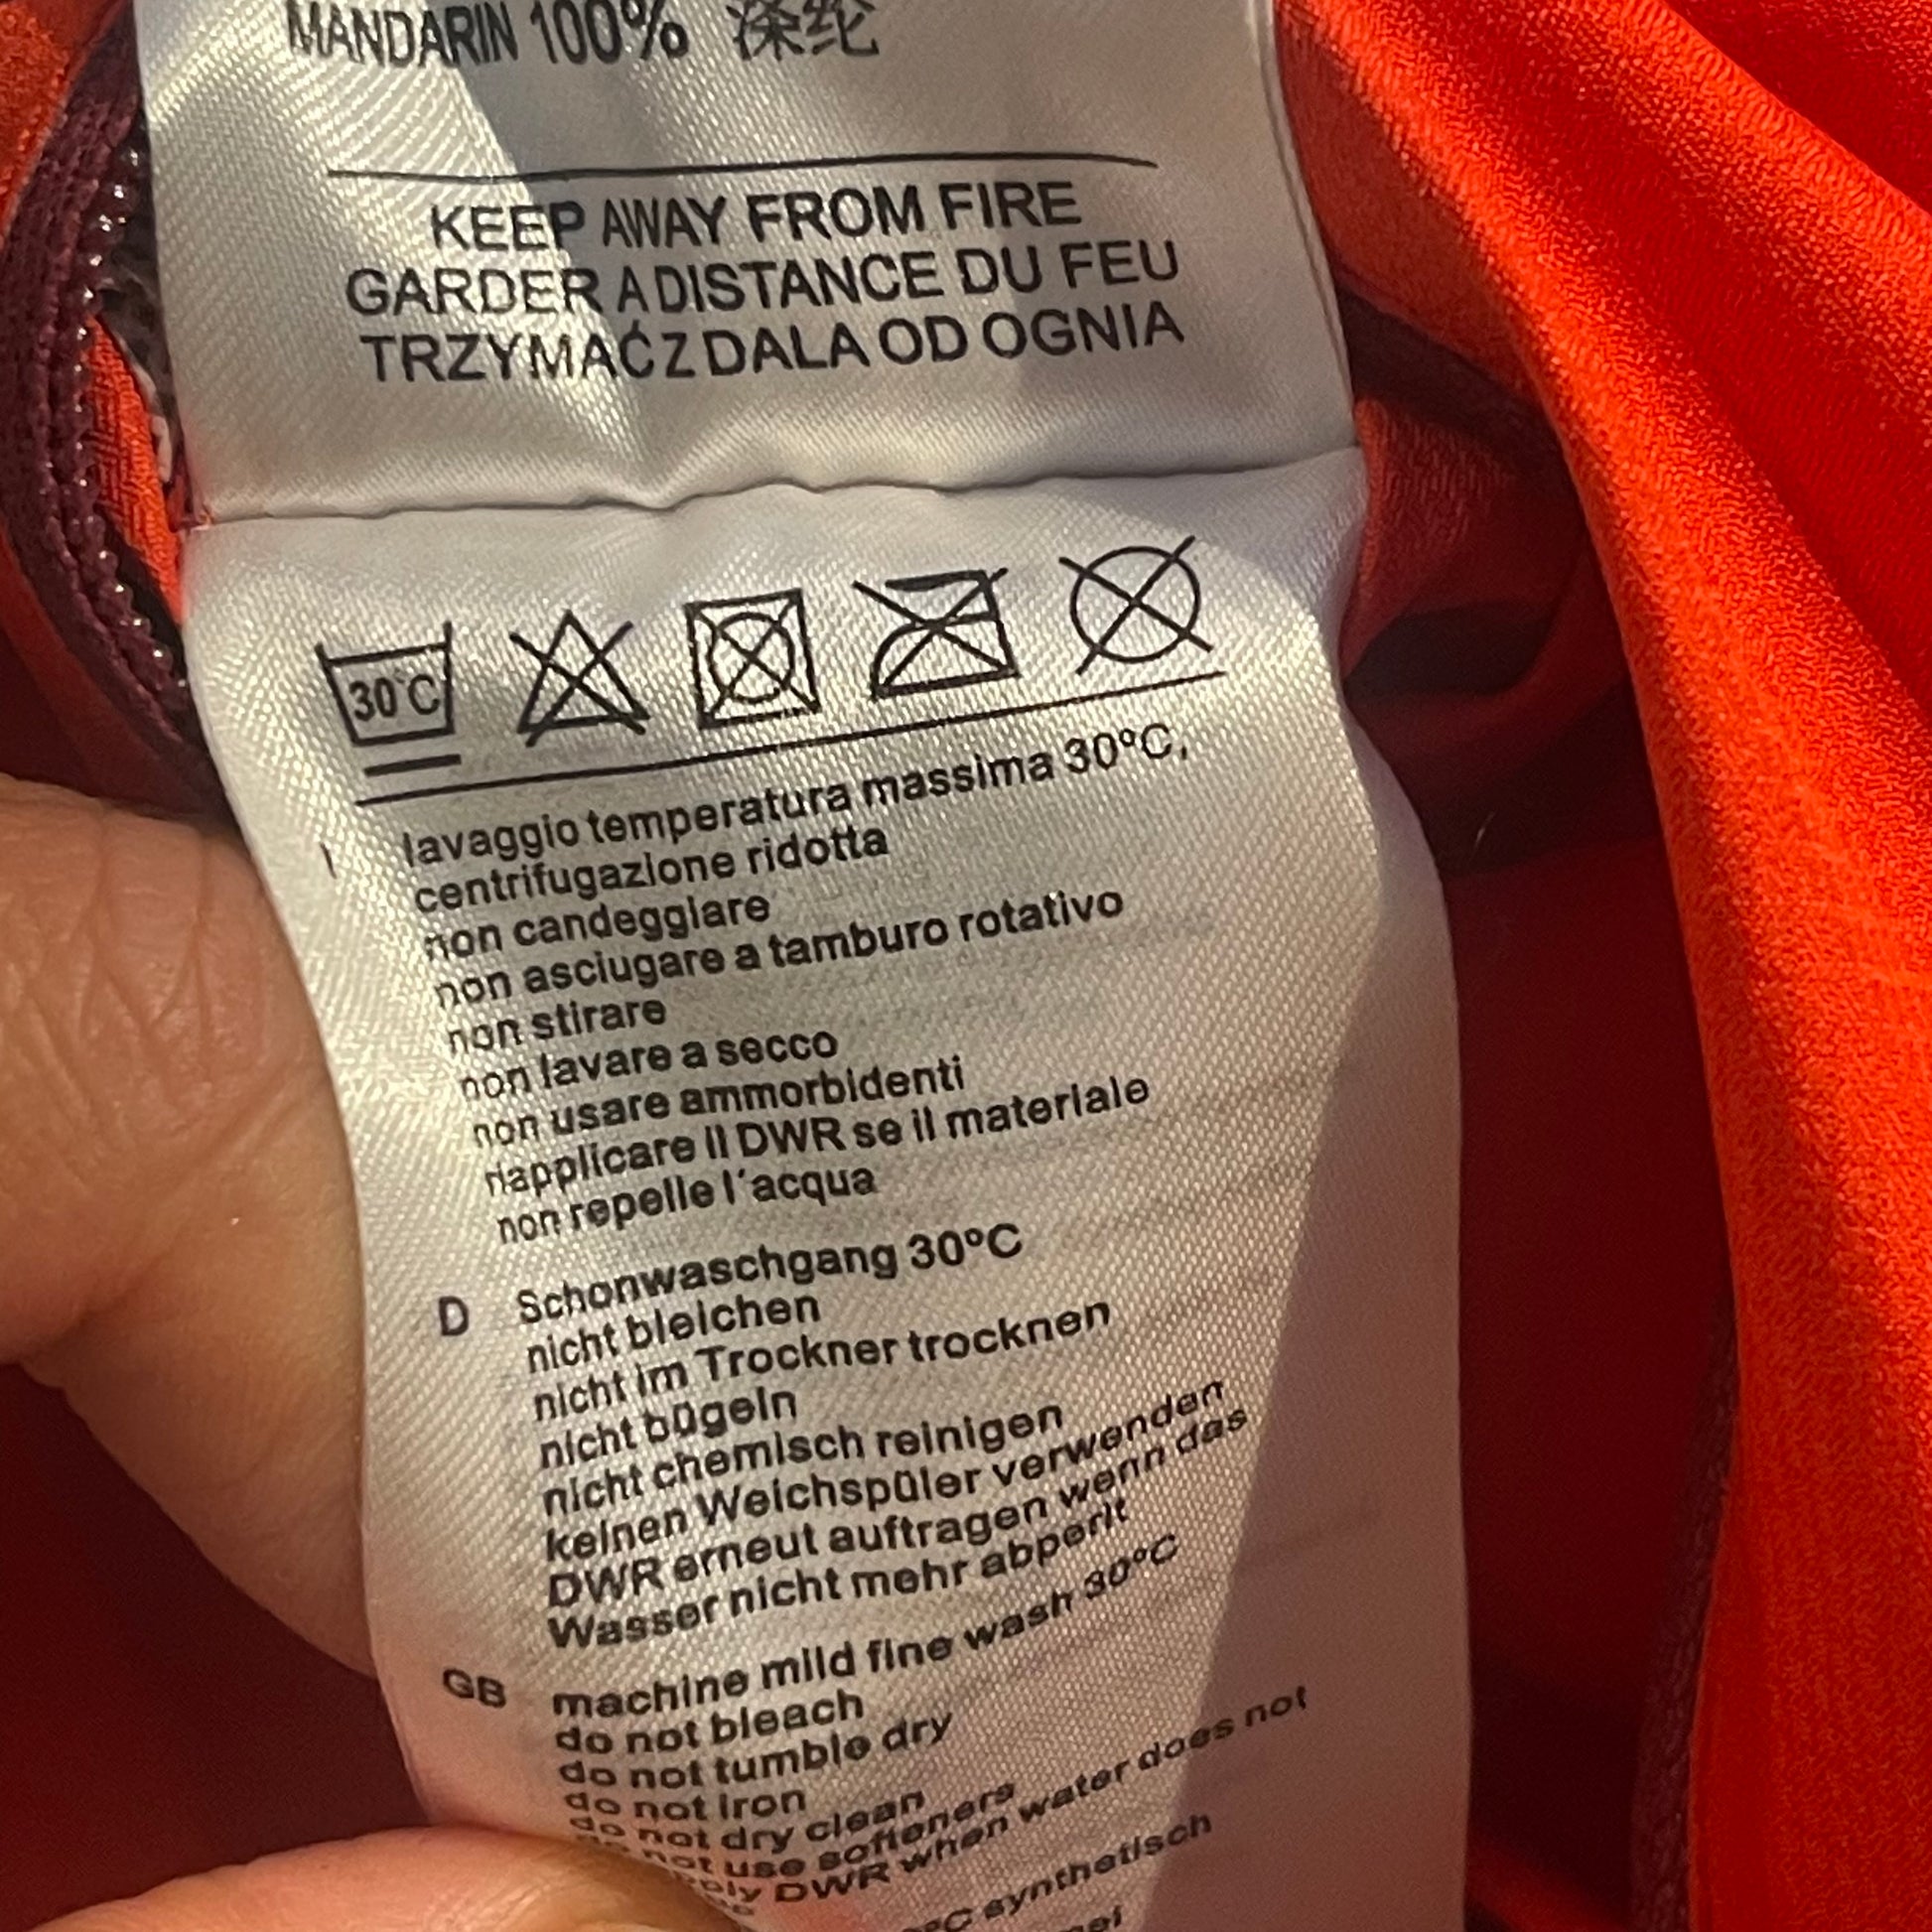 MANDARIN 100% 涤纶
KEEP AWAY FROM FIRE
GARDER A DISTANCE DU FEU
TRZYMAĆ Z DALA OD OGNIA
30°C
I lavaggio temperatura massima 30ºC,
centrifugazione ridotta
non candeggiare
non asciugare a tamburo rotativo
non stirare
non lavare a secco
non usare ammorbidenti
riapplicare il DWR se il materiale
non repelle l'acqua
D Schonwaschgang 30ºC
nicht bleichen
nicht im Trockner trocknen
nicht bügeln
nicht chemisch reinigen
keinen Weichspüler verwenden
DWR erneut auftragen wenn das
Wasser nicht mehr abperlt
GB machine mild fine wash 30ºC
do not bleach
do not tumble dry
do not iron
do not dry clean
do not use softeners
DWR when water does not
ºC synthetisch